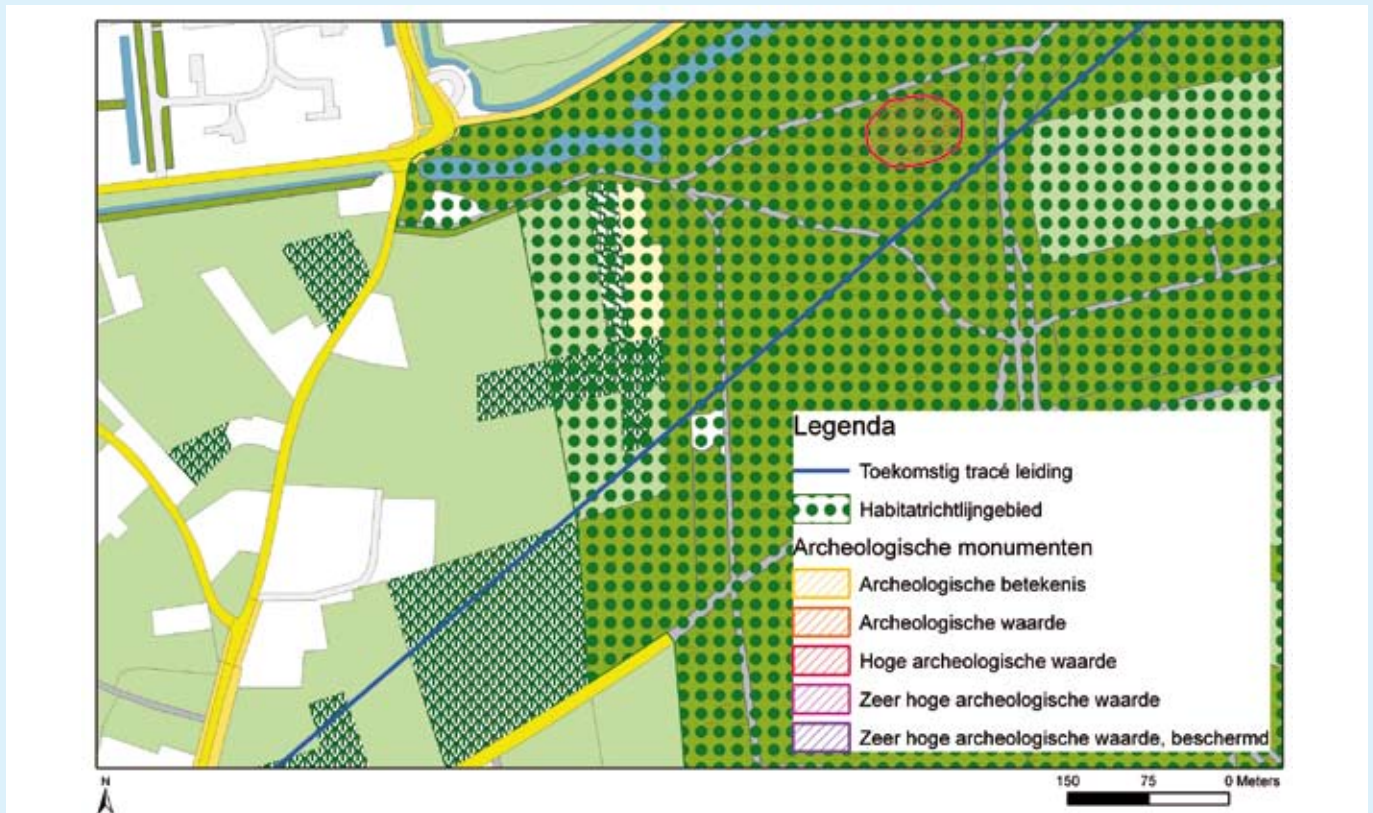 Legenda
Toekomstig tracé leiding
Habitatrichtlijngebied
Archeologische monumenten
Archeologische betekenis
Archeologische waarde
Hoge archeologische waarde
Zeer hoge archeologische waarde
Zeer hoge archeologische waarde, beschermd
N
150 75 0 Meters